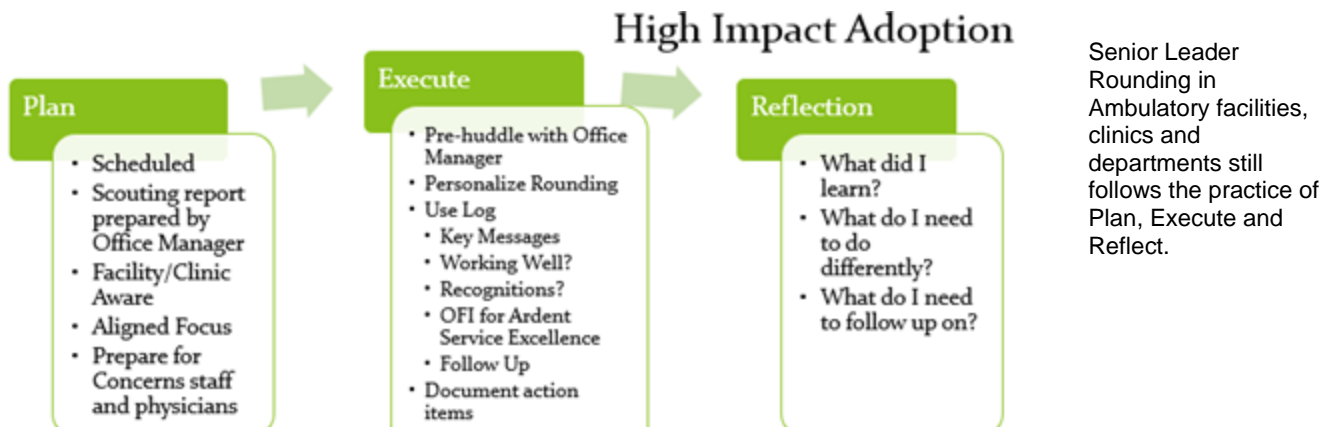 High Impact Adoption
Plan
• Scheduled
• Scouting report
prepared by
Office Manager
• Facility/Clinic
Aware
• Aligned Focus
• Prepare for
Concerns staff
and physicians
Execute
• Pre-huddle with Office
Manager
• Personalize Rounding
• Use Log
• Key Messages
• Working Well?
• Recognitions?
• OFI for Ardent
Service Excellence
• Follow Up
• Document action
items
Reflection
• What did I
learn?
• What do I need
to do
differently?
• What do I need
to follow up on?
Senior Leader
Rounding in
Ambulatory facilities,
clinics and
departments still
follows the practice of
Plan, Execute and
Reflect.